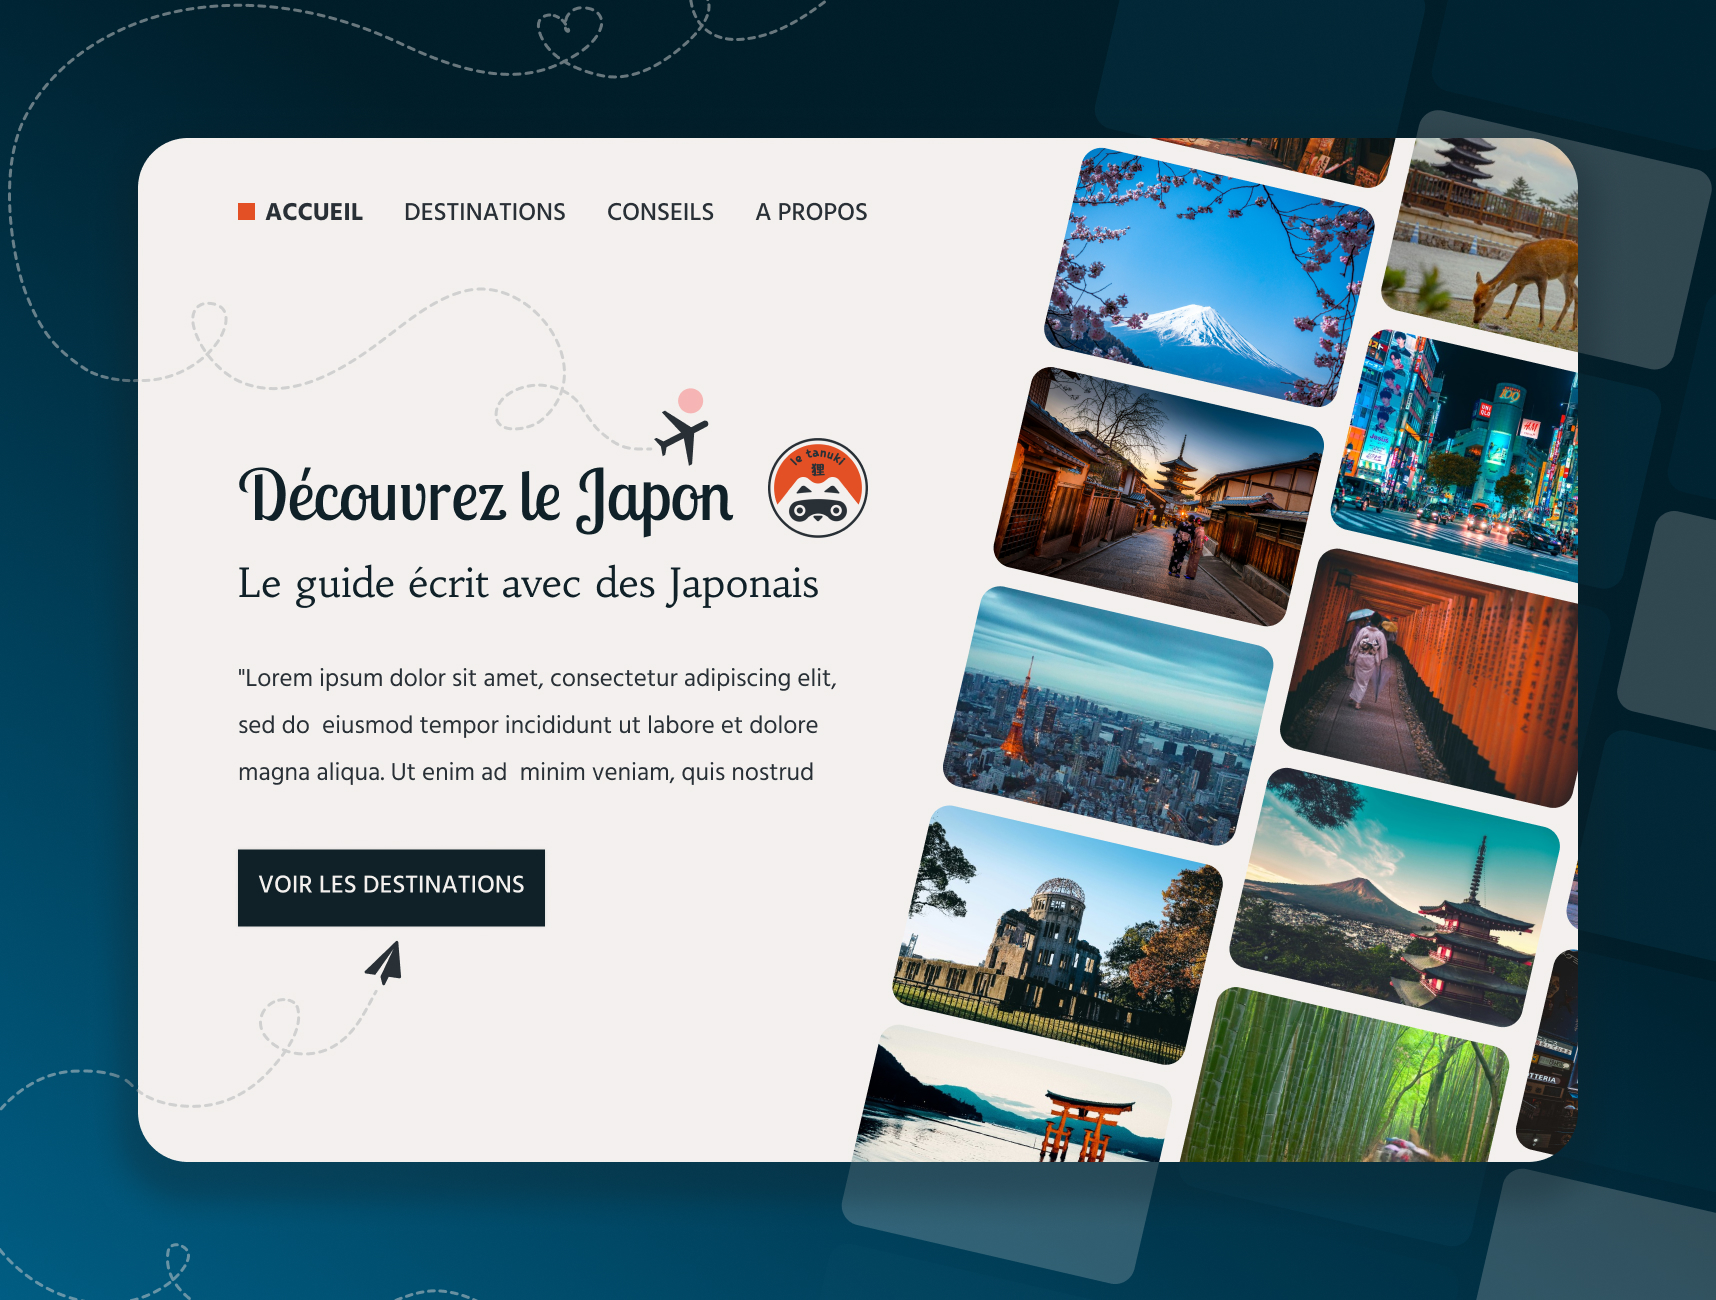 ACCUEIL DESTINATIONS CONSEILS A PROPOS
le tanuki
狸
Découvrez le Japon
Le guide écrit avec des Japonais
"Lorem ipsum dolor sit amet, consectetur adipiscing elit,
sed do eiusmod tempor incididunt ut labore et dolore
magna aliqua. Ut enim ad minim veniam, quis nostrud
VOIR LES DESTINATIONS
UNI
QLO
H&M